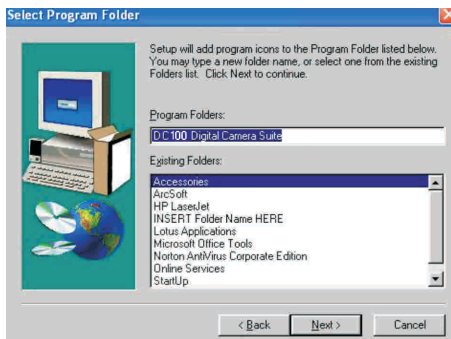 Select Program Folder
Setup will add program icons to the Program Folder listed below.
You may type a new folder name, or select one from the existing
Folders list. Click Next to continue.
Program Folders:
DC100 Digital Camera Suite
Existing Folders:
Accessories
ArcSoft
HP LaserJet
INSERT Folder Name HERE
Lotus Applications
Microsoft Office Tools
Norton AntiVirus Corporate Edition
Online Services
StartUp
< Back Next > Cancel